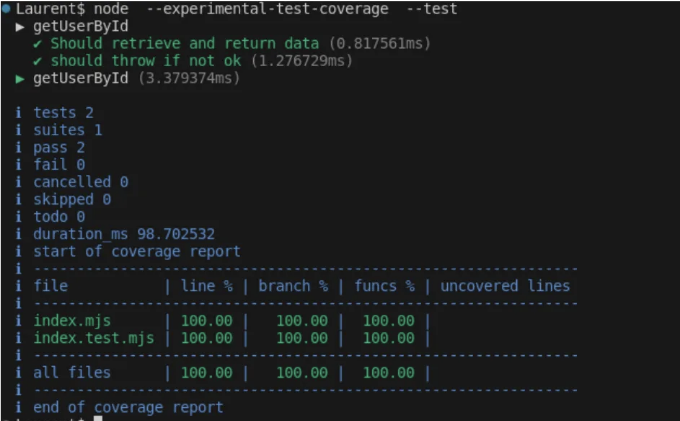 Laurent$ node  --experimental-test-coverage  --test
▶ getUserById
✔ Should retrieve and return data (0.817561ms)
✔ should throw if not ok (1.276729ms)
▶ getUserById (3.379374ms)
ℹ tests 2
ℹ suites 1
ℹ pass 2
ℹ fail 0
ℹ cancelled 0
ℹ skipped 0
ℹ todo 0
ℹ duration_ms 98.702532
ℹ start of coverage report
ℹ ---------------------------------------------------------------
ℹ file           | line % | branch % | funcs % | uncovered lines
ℹ ---------------------------------------------------------------
ℹ index.mjs      | 100.00 |   100.00 |  100.00 |
ℹ index.test.mjs | 100.00 |   100.00 |  100.00 |
ℹ ---------------------------------------------------------------
ℹ all files      | 100.00 |   100.00 |  100.00 |
ℹ ---------------------------------------------------------------
ℹ end of coverage report